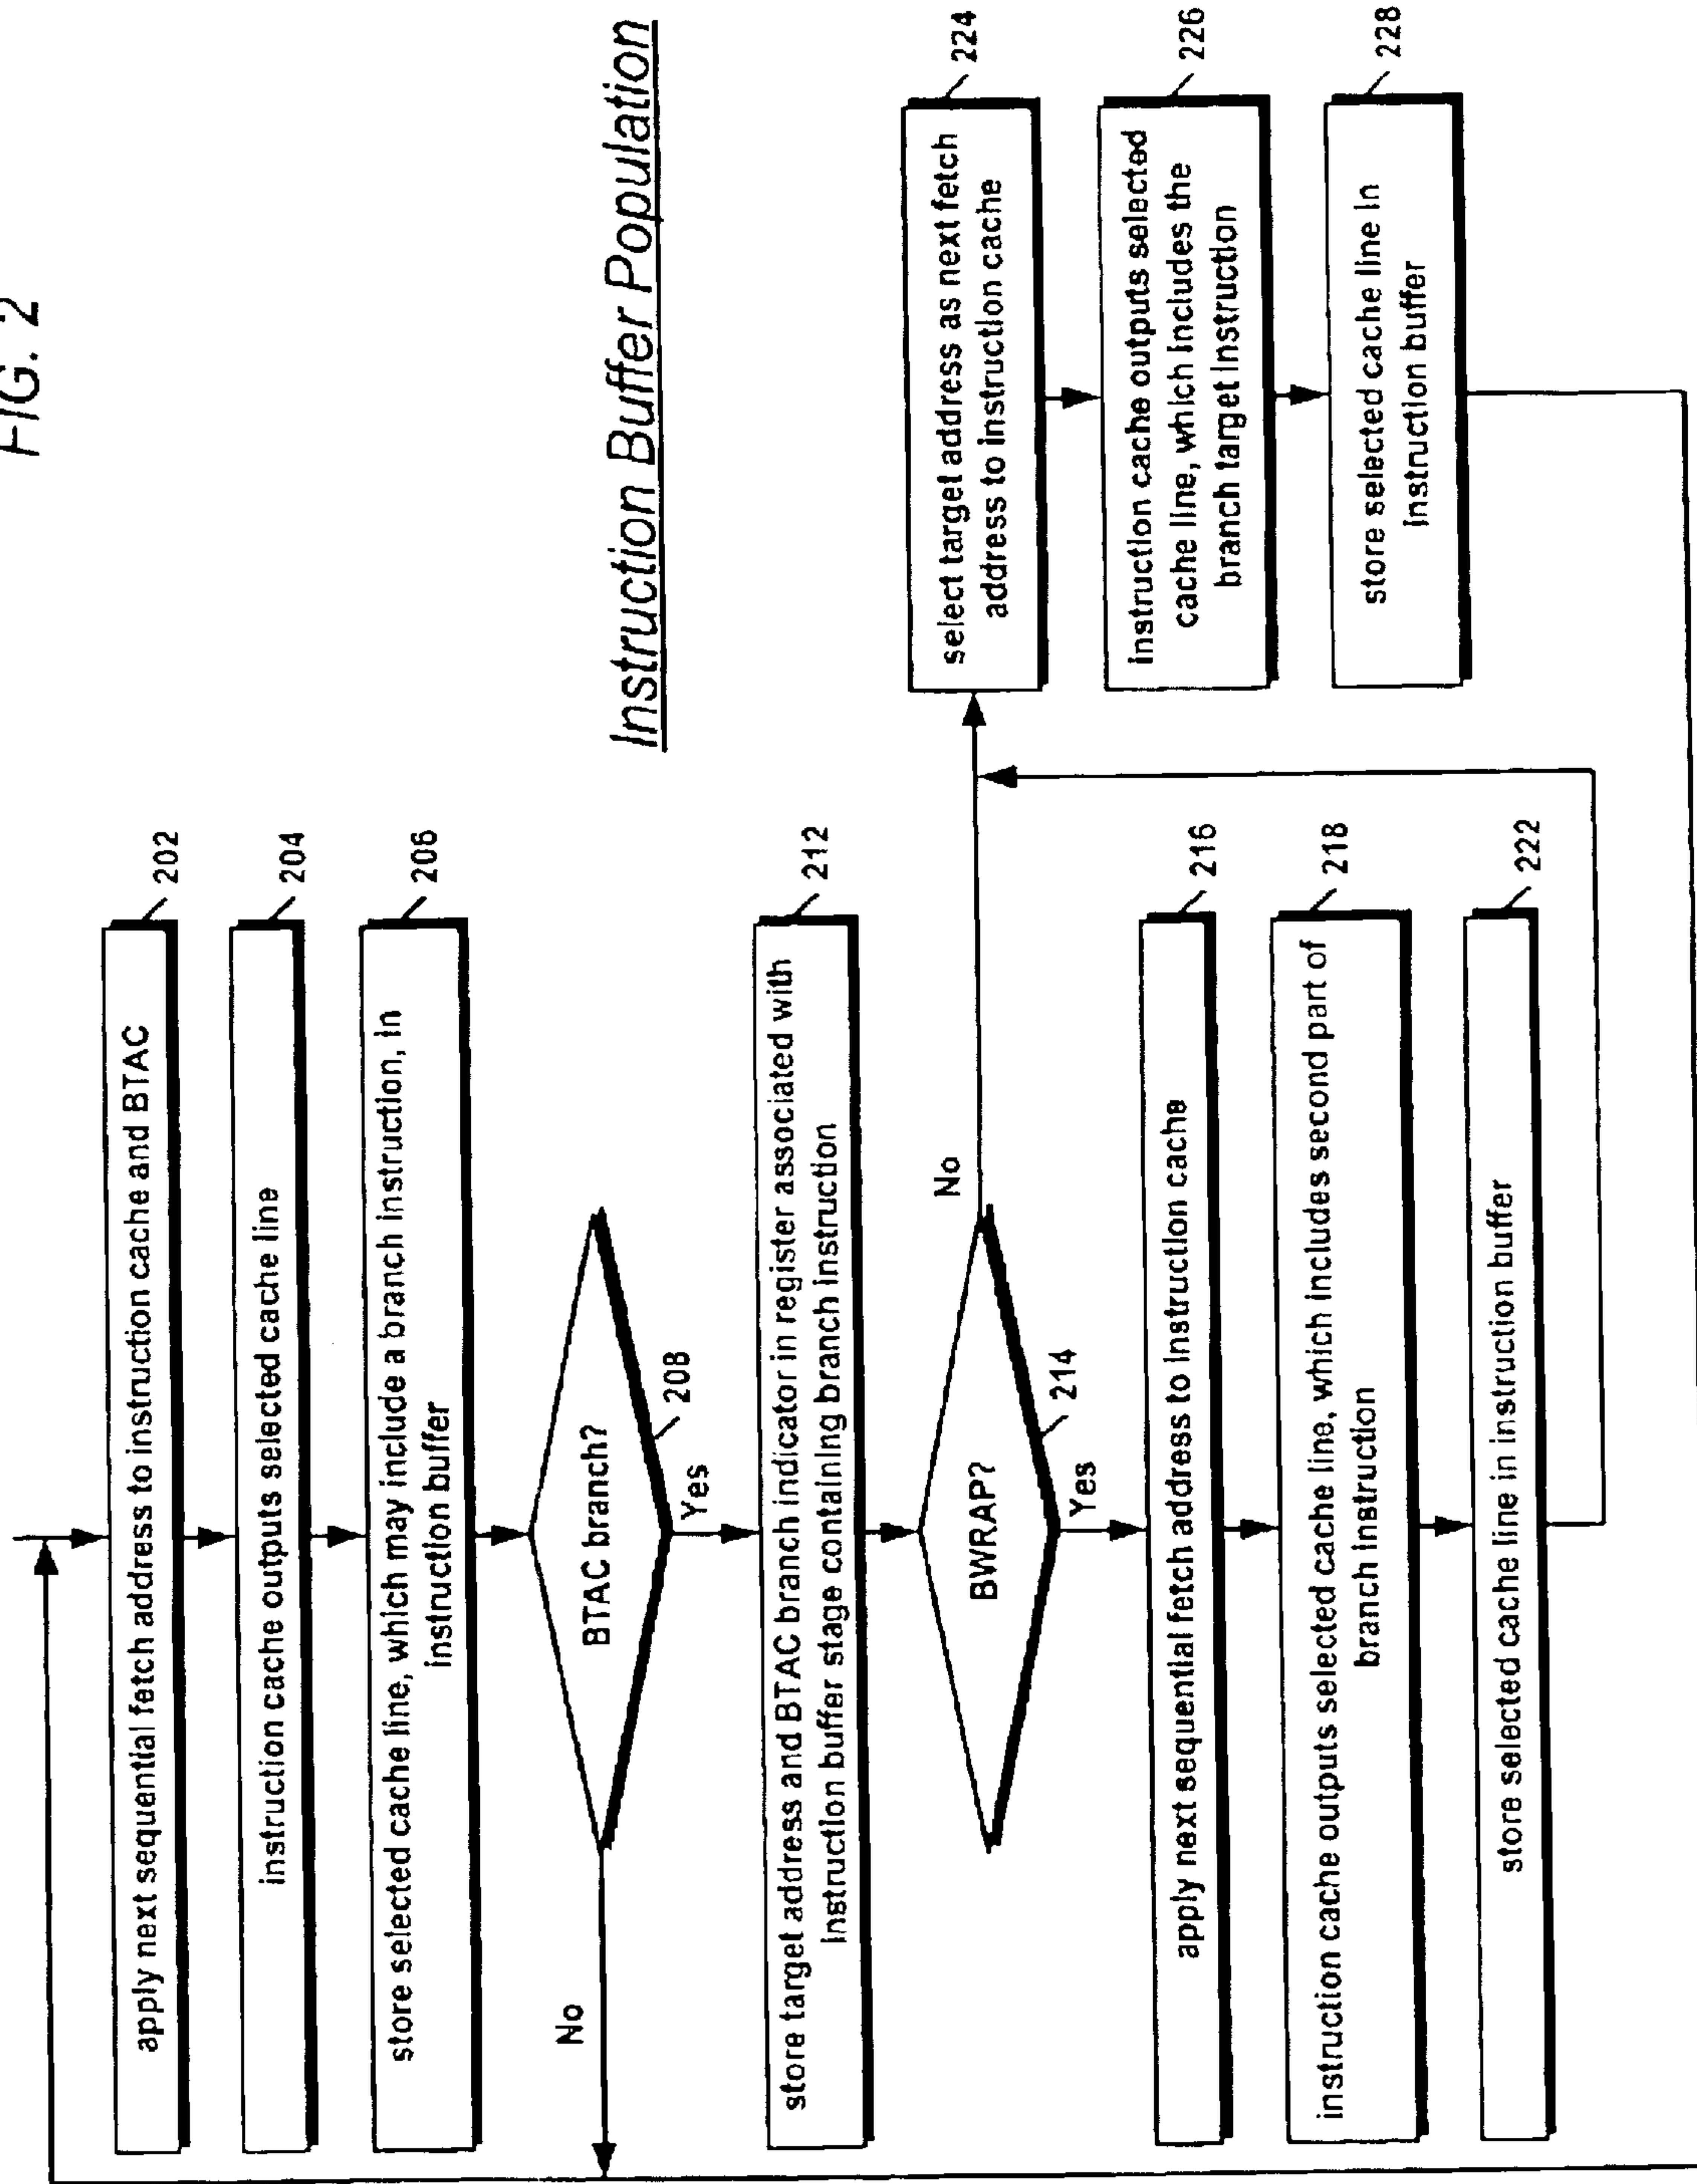 FIG. 2
Instruction Buffer Population
apply next sequential fetch address to instruction cache and BTAC
202
instruction cache outputs selected cache line
204
store selected cache line, which may include a branch instruction, in
instruction buffer
206
BTAC branch?
208
No
Yes
store target address and BTAC branch indicator in register associated with
instruction buffer stage containing branch instruction
212
BWRAP?
214
No
Yes
apply next sequential fetch address to instruction cache
216
instruction cache outputs selected cache line, which includes second part of
branch instruction
218
store selected cache line in instruction buffer
222
select target address as next fetch
address to instruction cache
224
instruction cache outputs selected
cache line, which includes the
branch target instruction
226
store selected cache line in
instruction buffer
228